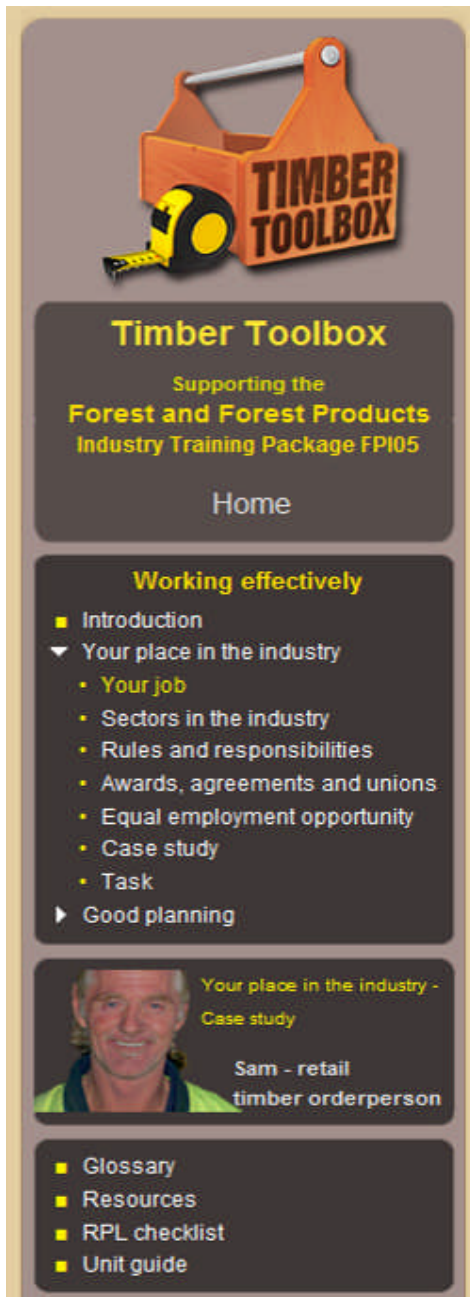 TIMBER
TOOLBOX
Timber Toolbox
Supporting the
Forest and Forest Products
Industry Training Package FPI05
Home
Working effectively
Introduction
Your place in the industry
Your job
Sectors in the industry
Rules and responsibilities
Awards, agreements and unions
Equal employment opportunity
Case study
Task
Good planning
Your place in the industry -
Case study
Sam - retail
timber orderperson
Glossary
Resources
RPL checklist
Unit guide